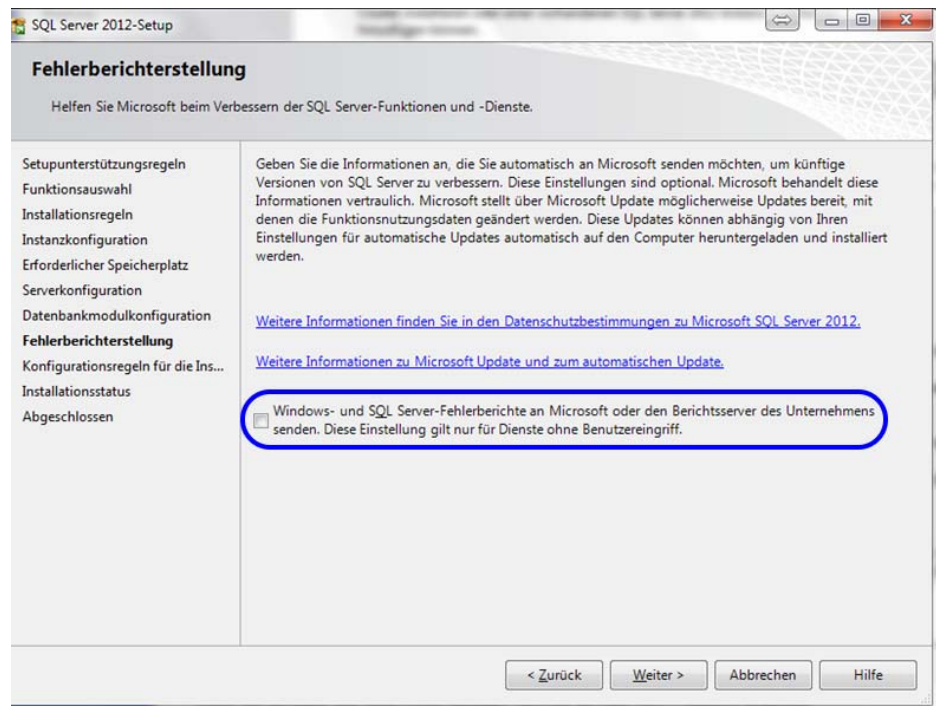 SQL Server 2012-Setup
Fehlerberichterstellung
Helfen Sie Microsoft beim Verbessern der SQL Server-Funktionen und -Dienste.
Setupunterstützungsregeln
Funktionsauswahl
Installationsregeln
Instanzkonfiguration
Erforderlicher Speicherplatz
Serverkonfiguration
Datenbankmodulkonfiguration
Fehlerberichterstellung
Konfigurationsregeln für die Ins...
Installationsstatus
Abgeschlossen
Geben Sie die Informationen an, die Sie automatisch an Microsoft senden möchten, um künftige
Versionen von SQL Server zu verbessern. Diese Einstellungen sind optional. Microsoft behandelt diese
Informationen vertraulich. Microsoft stellt über Microsoft Update möglicherweise Updates bereit, mit
denen die Funktionsnutzungsdaten geändert werden. Diese Updates können abhängig von Ihren
Einstellungen für automatische Updates automatisch auf den Computer heruntergeladen und installiert
werden.
Weitere Informationen finden Sie in den Datenschutzbestimmungen zu Microsoft SQL Server 2012.
Weitere Informationen zu Microsoft Update und zum automatischen Update.
Windows- und SQL Server-Fehlerberichte an Microsoft oder den Berichtsserver des Unternehmens
senden. Diese Einstellung gilt nur für Dienste ohne Benutzereingriff.
< Zurück
Weiter >
Abbrechen
Hilfe